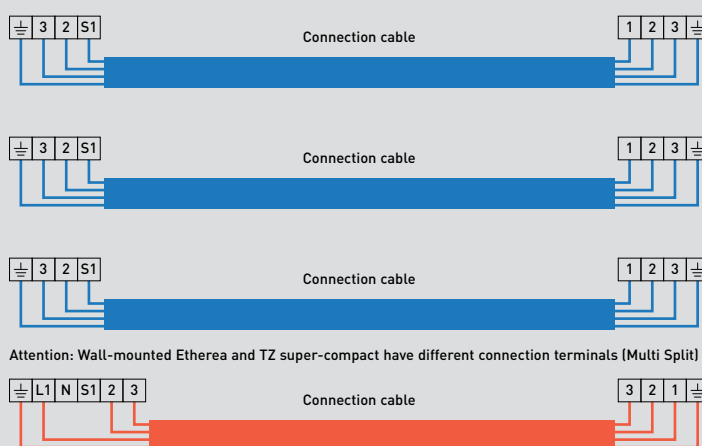 ⏚ 3 2 S1 Connection cable 1 2 3 ⏚
⏚ 3 2 S1 Connection cable 1 2 3 ⏚
⏚ 3 2 S1 Connection cable 1 2 3 ⏚
Attention: Wall-mounted Etherea and TZ super-compact have different connection terminals (Multi Split)
⏚ L1 N S1 2 3 Connection cable 3 2 1 ⏚